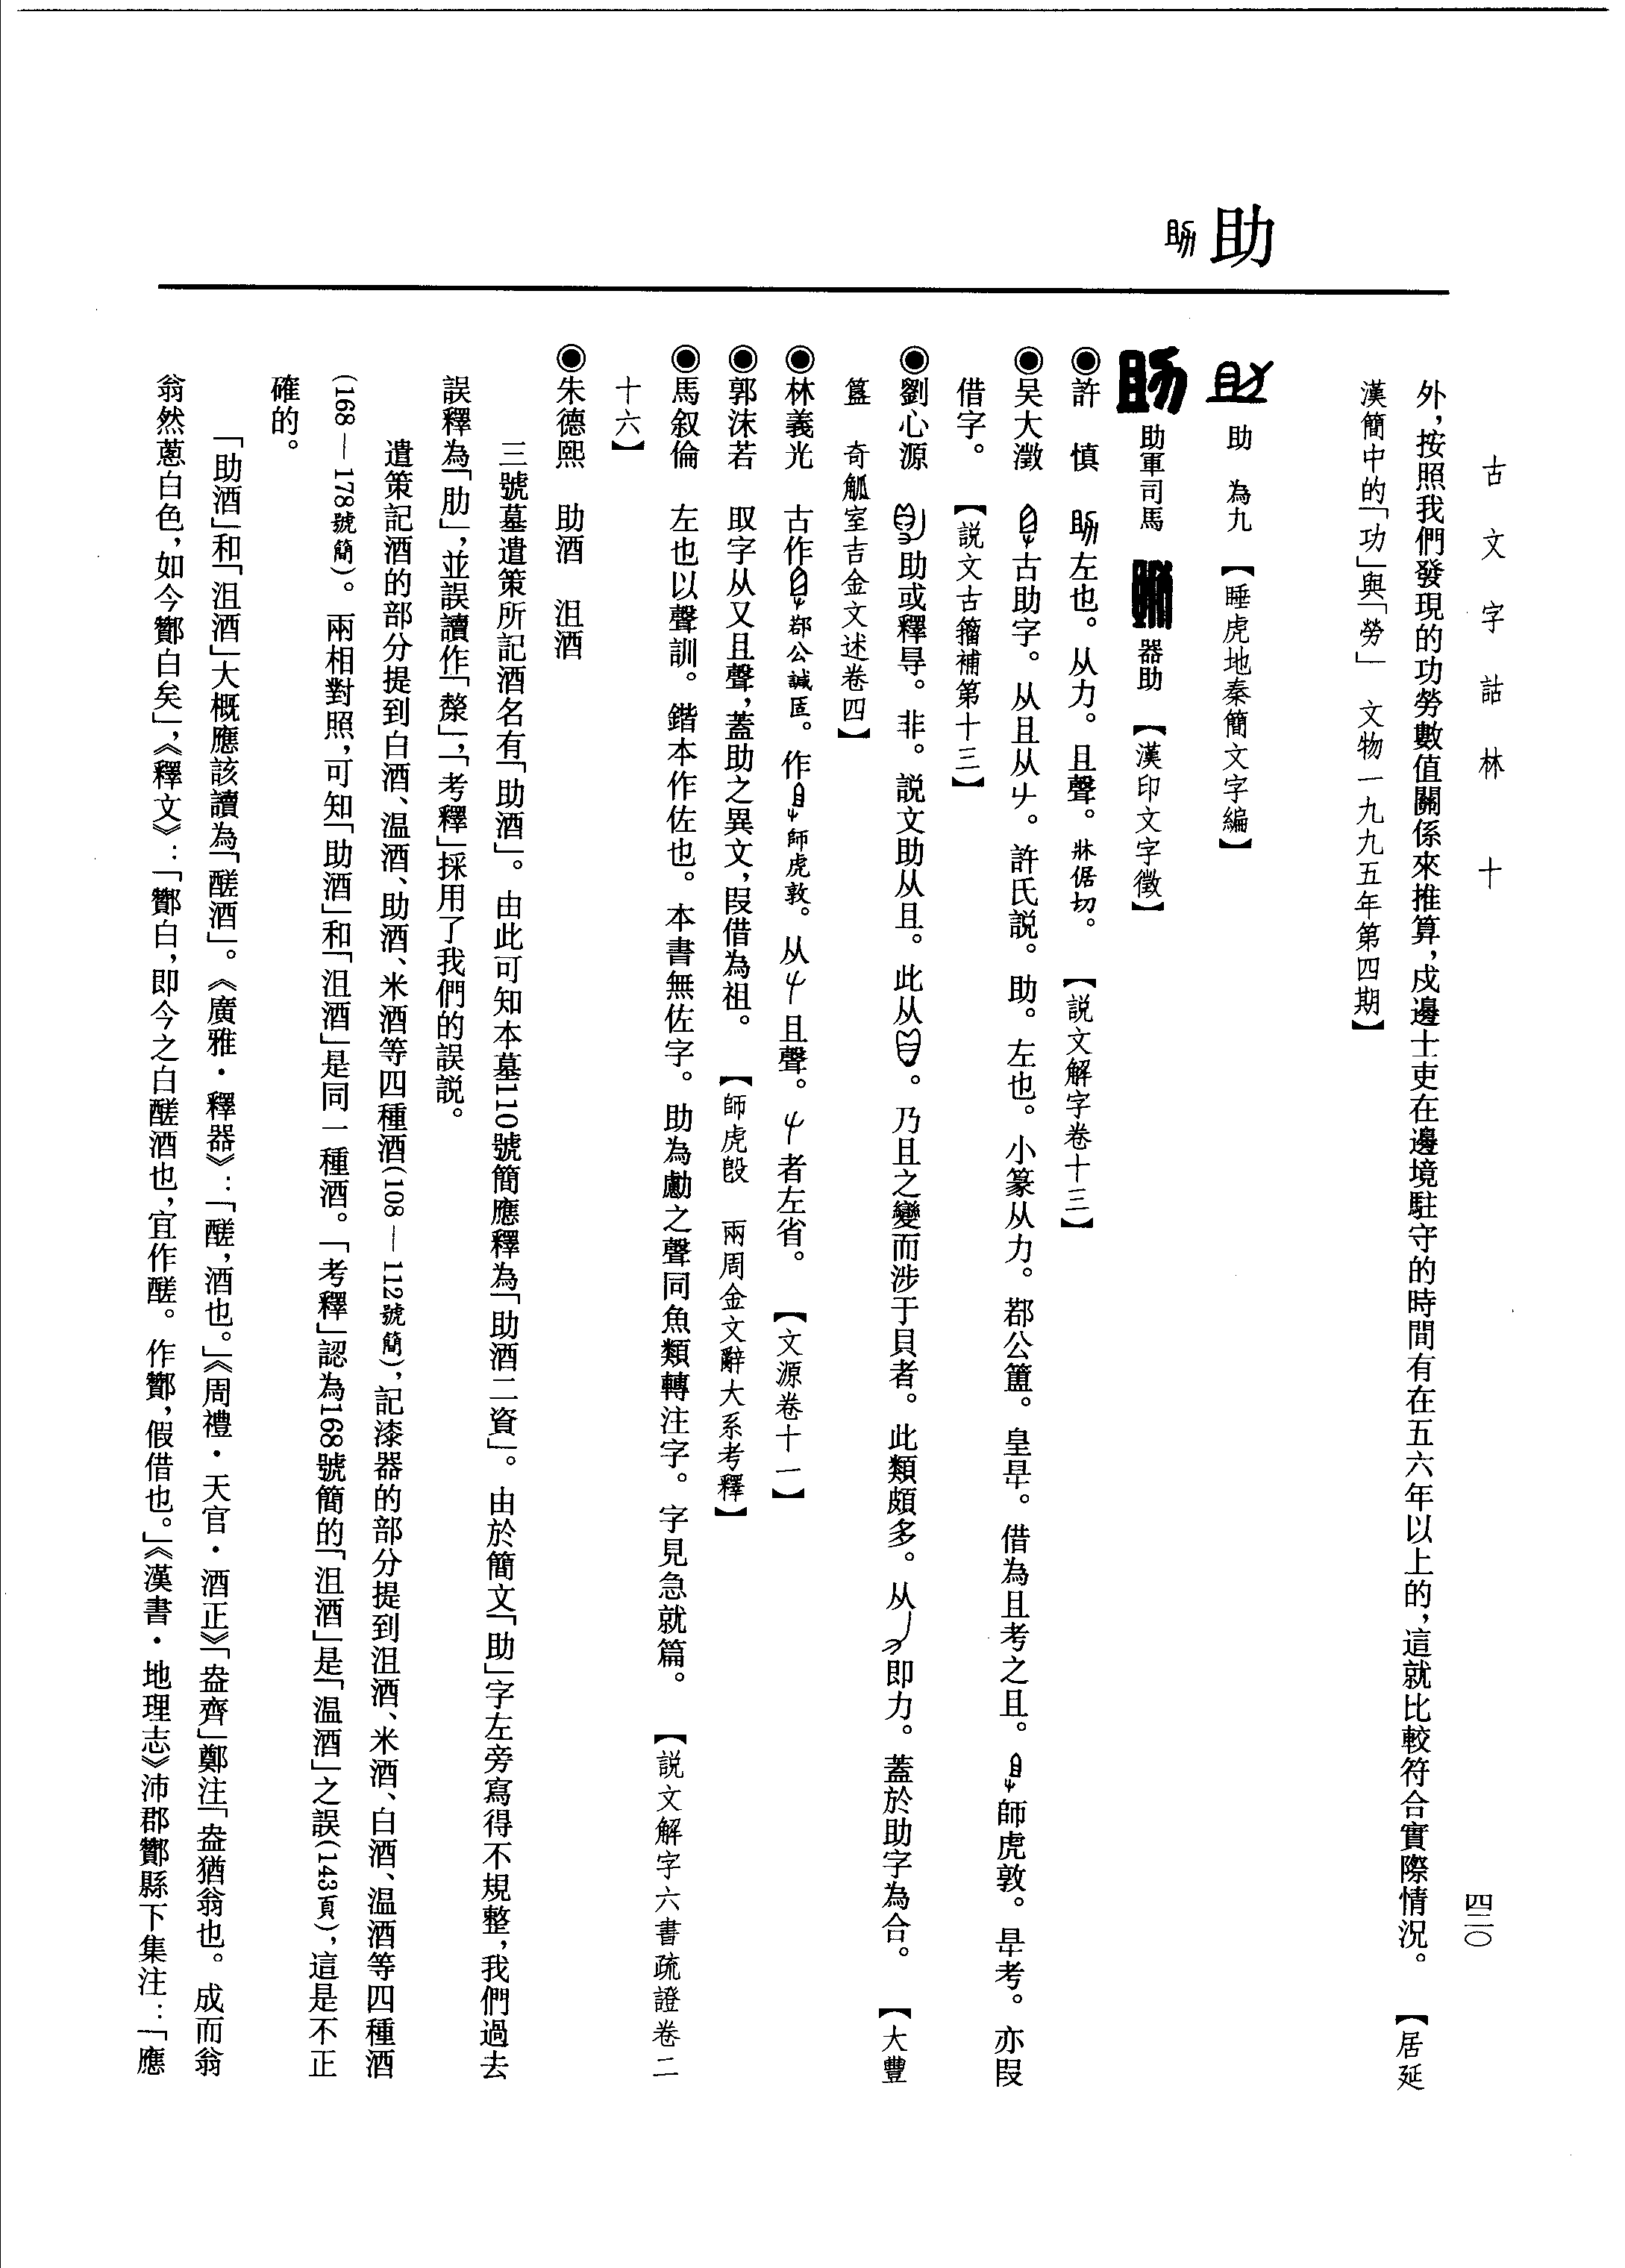 古文字詁林 十
四二〇
外，按照我們發現的功勞數值關係來推算，戍邊士吏在邊境駐守的時間有在五六年以上的，這就比較符合實際情況。 【居延
漢簡中的「功」與「勞」 文物一九九五年第四期】
助
助 為九 【睡虎地秦簡文字編】
助軍司馬 器助 【漢印文字徵】
◉許 慎 左也。从力。且聲。牀倨切。 【説文解字卷十三】
◉吴大澂 古助字。从且从𠂇。許氏説。助。左也。小篆从力。鄀公簠。皇㫖。借為且考之且。師虎敦。㫖考。亦叚
借字。 【説文古籀補第十三】
◉劉心源 助或釋㝵。非。説文助从且。此从。乃且之變而涉于貝者。此類頗多。从即力。蓋於助字為合。 【大豐
簋 奇觚室吉金文述卷四】
◉林義光 古作鄀公諴匜。作師虎敦。从𠂇且聲。𠂇者左省。 【文源卷十一】
◉郭沫若 㪴字从又且聲，蓋助之異文，叚借為祖。 【師虎𣪘 兩周金文辭大系考釋】
◉馬叙倫 左也以聲訓。鍇本作佐也。本書無佐字。助為勴之聲同魚類轉注字。字見急就篇。 【説文解字六書疏證卷二
十六】
◉朱德熙 助酒 沮酒
三號墓遣策所記酒名有「助酒」。由此可知本墓110號簡應釋為「助酒二資」。由於簡文「助」字左旁寫得不規整，我們過去
誤釋為「肋」，並誤讀作「醠」，「考釋」採用了我們的誤説。
遣策記酒的部分提到白酒、温酒、助酒、米酒等四種酒（108—112號簡），記漆器的部分提到沮酒、米酒、白酒、温酒等四種酒
（168—178號簡）。兩相對照，可知「助酒」和「沮酒」是同一種酒。「考釋」認為168號簡的「沮酒」是「温酒」之誤（143頁），這是不正
確的。
「助酒」和「沮酒」大概應該讀為「醝酒」。《廣雅·釋器》：「醝，酒也。」《周禮·天官·酒正》「盎齊」鄭注「盎猶翁也。成而翁
翁然蔥白色，如今酇白矣」，《釋文》：「酇白，即今之白醝酒也，宜作醝。作酇，假借也。」《漢書·地理志》沛郡酇縣下集注：「應